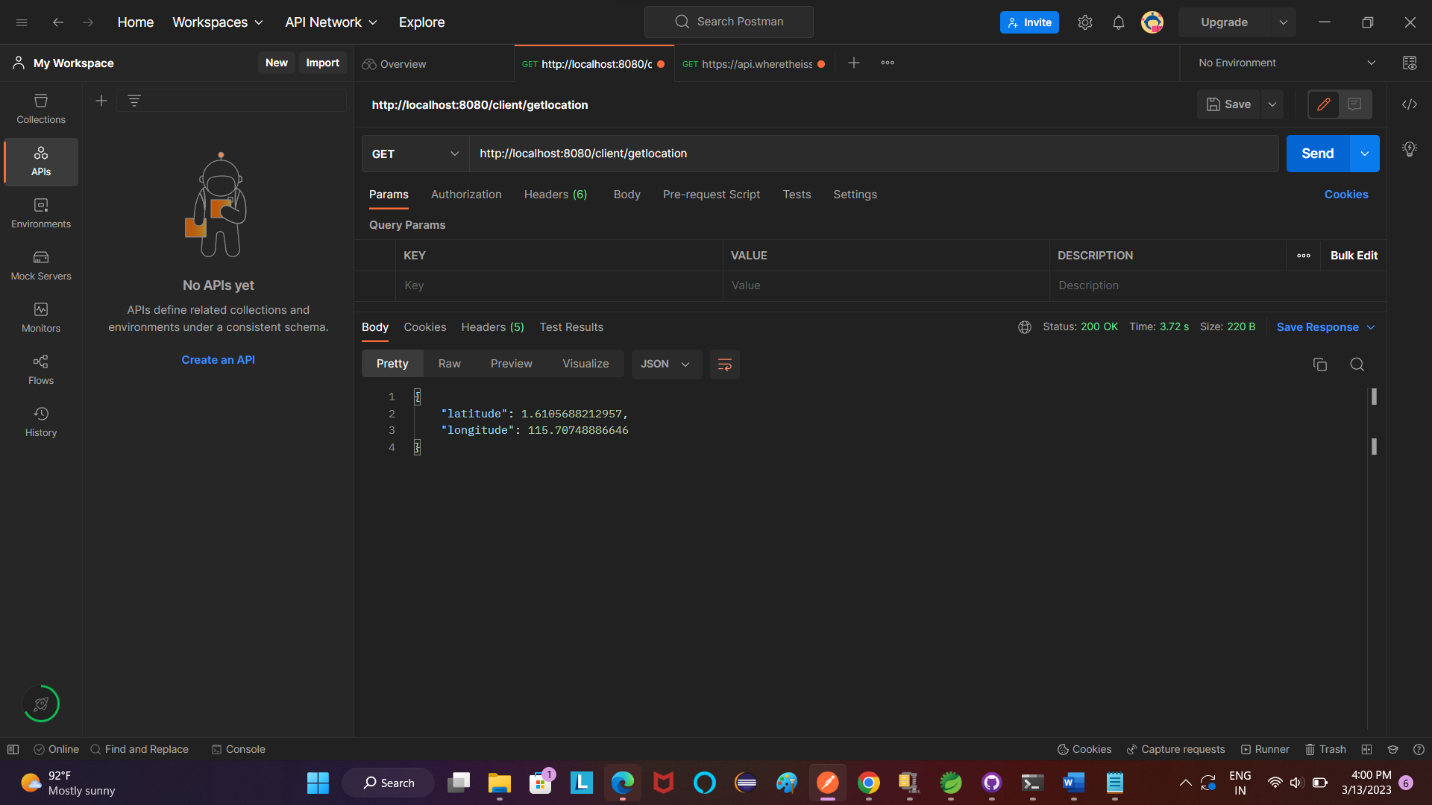 Home Workspaces API Network Explore Search Postman Invite Upgrade
My Workspace New Import Overview GET http://localhost:8080/c GET https://api.wheretheiss No Environment
Collections
APIs
Environments
Mock Servers
Monitors
Flows
History
No APIs yet
APIs define related collections and
environments under a consistent schema.
Create an API
http://localhost:8080/client/getlocation Save
GET http://localhost:8080/client/getlocation Send
Params Authorization Headers (6) Body Pre-request Script Tests Settings Cookies
Query Params
KEY VALUE DESCRIPTION Bulk Edit
Key Value Description
Body Cookies Headers (5) Test Results Status: 200 OK Time: 3.72 s Size: 220 B Save Response
Pretty Raw Preview Visualize JSON
1 {
2 "latitude": 1.6105688212957,
3 "longitude": 115.70748886646
4 }
Online Find and Replace Console Cookies Capture requests Runner Trash
92°F
Mostly sunny
Search
1
L
W
ENG
IN
4:00 PM
3/13/2023
6